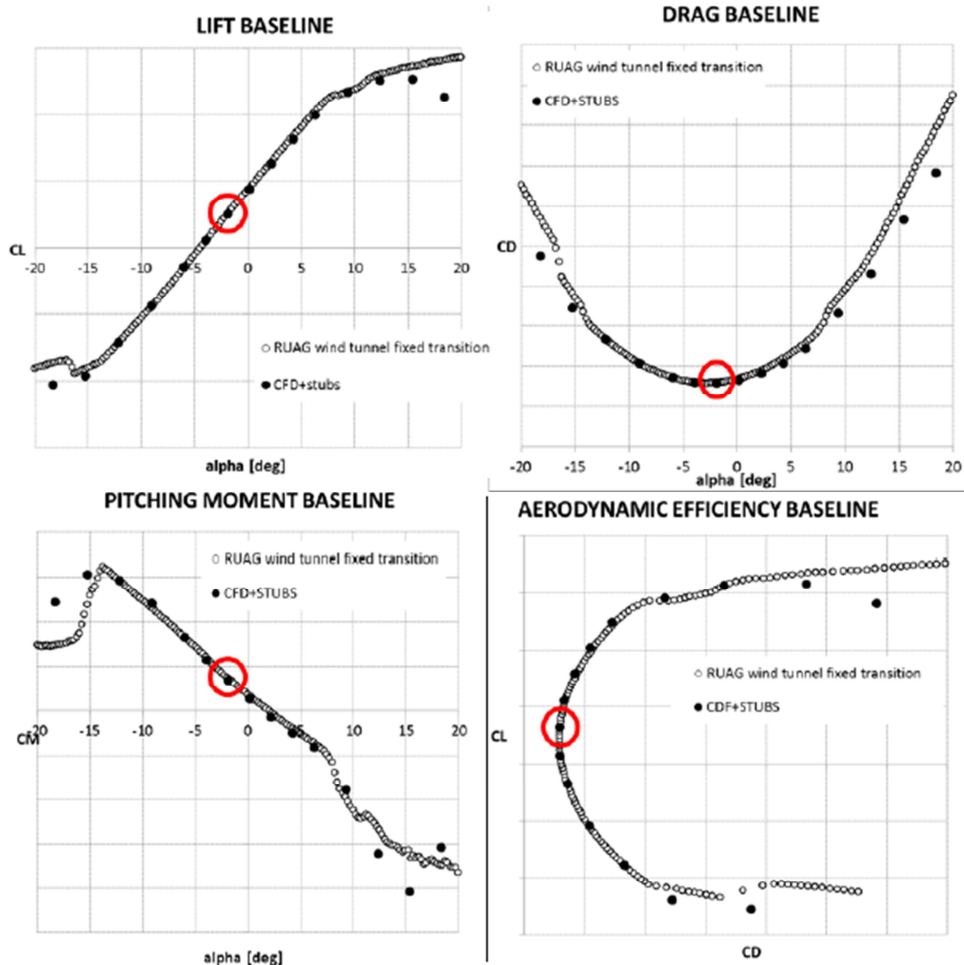 LIFT BASELINE
CL
-20 -15 -10 -5 0 5 10 15 20
RUAG wind tunnel fixed transition
CFD+stubs
alpha [deg]
DRAG BASELINE
RUAG wind tunnel fixed transition
CFD+STUBS
CD
-20 -15 -10 -5 0 5 10 15 20
alpha [deg]
PITCHING MOMENT BASELINE
RUAG wind tunnel fixed transition
CFD+STUBS
-20 -15 -10 -5 0 5 10 15 20
CM
alpha [deg]
AERODYNAMIC EFFICIENCY BASELINE
RUAG wind tunnel fixed transition
CDF+STUBS
CL
CD